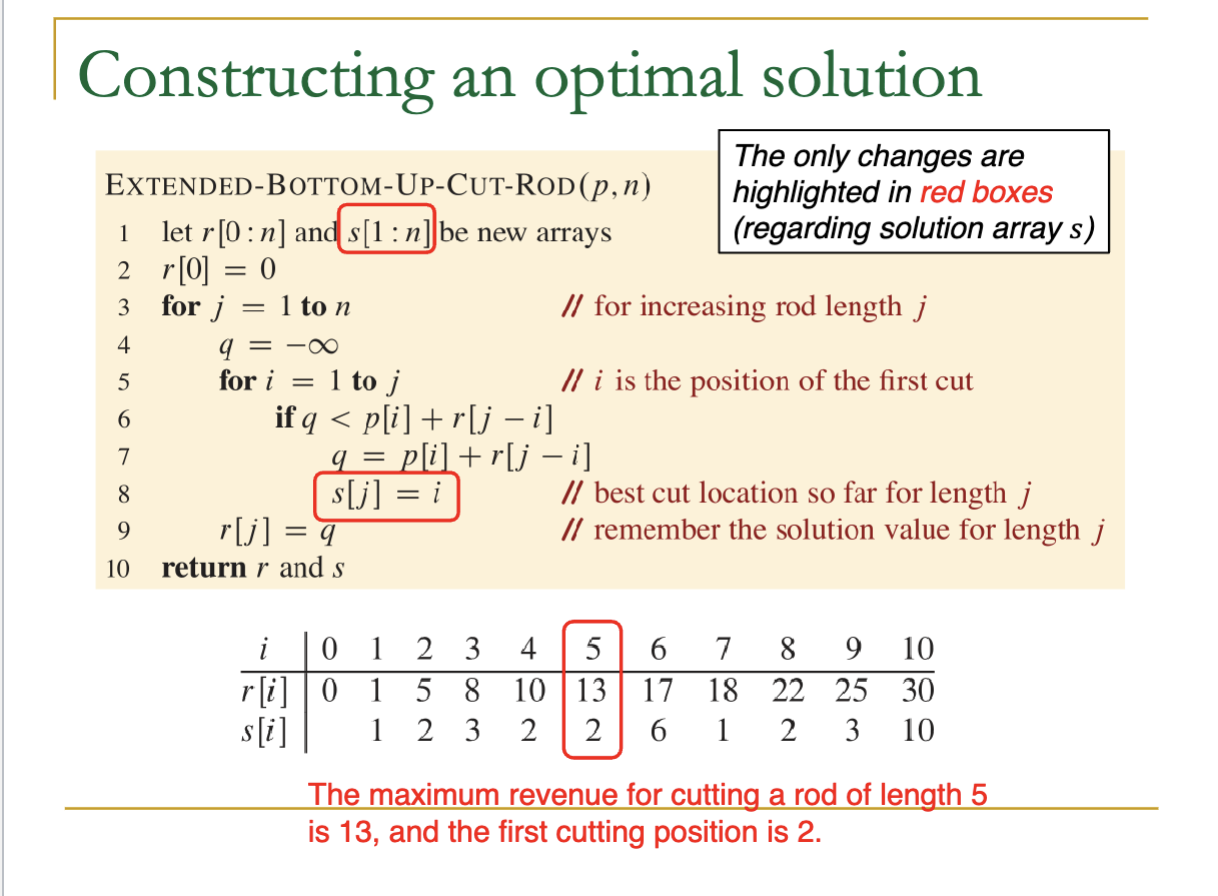 Constructing an optimal solution
The only changes are
highlighted in red boxes
(regarding solution array s)
EXTENDED-BOTTOM-UP-CUT-ROD(p, n)
1 let r[0 : n] and s[1 : n] be new arrays
2 r[0] = 0
3 for j = 1 to n // for increasing rod length j
4 q = −∞
5 for i = 1 to j // i is the position of the first cut
6 if q < p[i] + r[j − i]
7 q = p[i] + r[j − i]
8 s[j] = i // best cut location so far for length j
9 r[j] = q // remember the solution value for length j
10 return r and s
i 0 1 2 3 4 5 6 7 8 9 10
r[i] 0 1 5 8 10 13 17 18 22 25 30
s[i] 1 2 3 2 2 6 1 2 3 10
The maximum revenue for cutting a rod of length 5
is 13, and the first cutting position is 2.